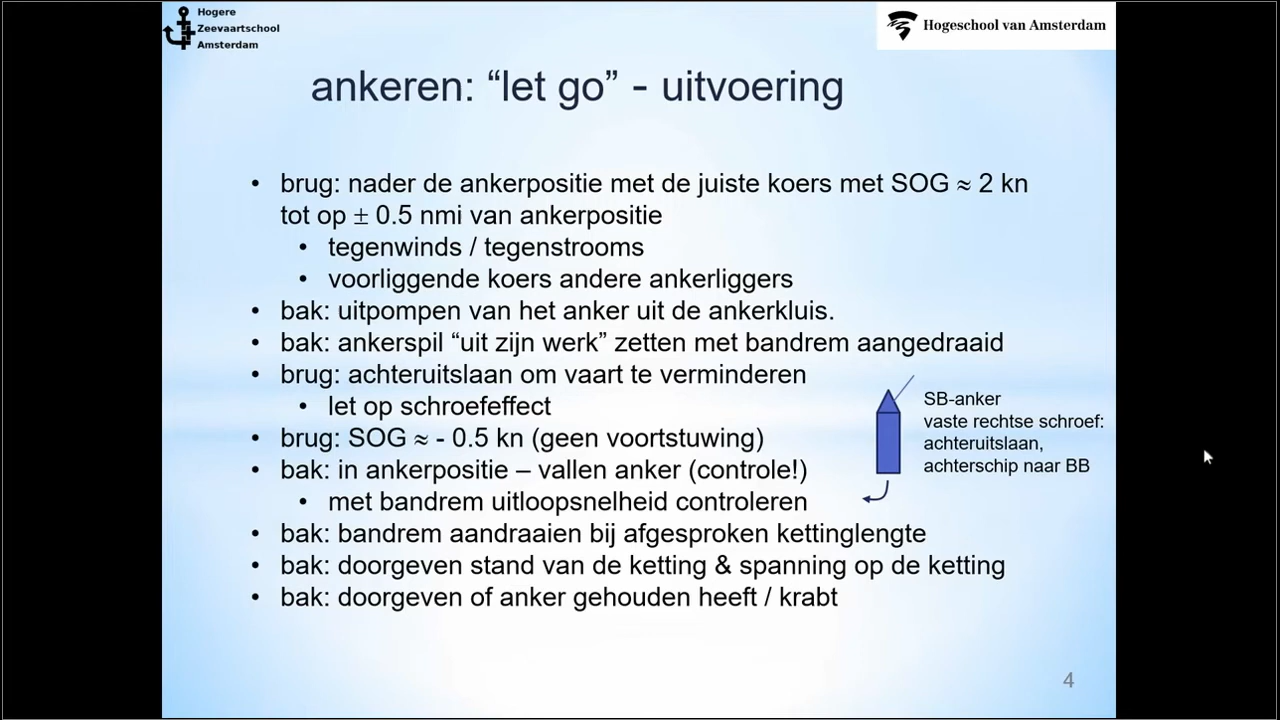 Hogere
Zeevaartschool
Amsterdam
Hogeschool van Amsterdam
ankeren: “let go” - uitvoering
• brug: nader de ankerpositie met de juiste koers met SOG ≈ 2 kn
tot op ± 0.5 nmi van ankerpositie
• tegenwinds / tegenstrooms
• voorliggende koers andere ankerliggers
• bak: uitpompen van het anker uit de ankerkluis.
• bak: ankerspil “uit zijn werk” zetten met bandrem aangedraaid
• brug: achteruitslaan om vaart te verminderen
• let op schroefeffect
• brug: SOG ≈ - 0.5 kn (geen voortstuwing)
• bak: in ankerpositie – vallen anker (controle!)
• met bandrem uitloopsnelheid controleren
• bak: bandrem aandraaien bij afgesproken kettinglengte
• bak: doorgeven stand van de ketting & spanning op de ketting
• bak: doorgeven of anker gehouden heeft / krabt
SB-anker
vaste rechtse schroef:
achteruitslaan,
achterschip naar BB
4